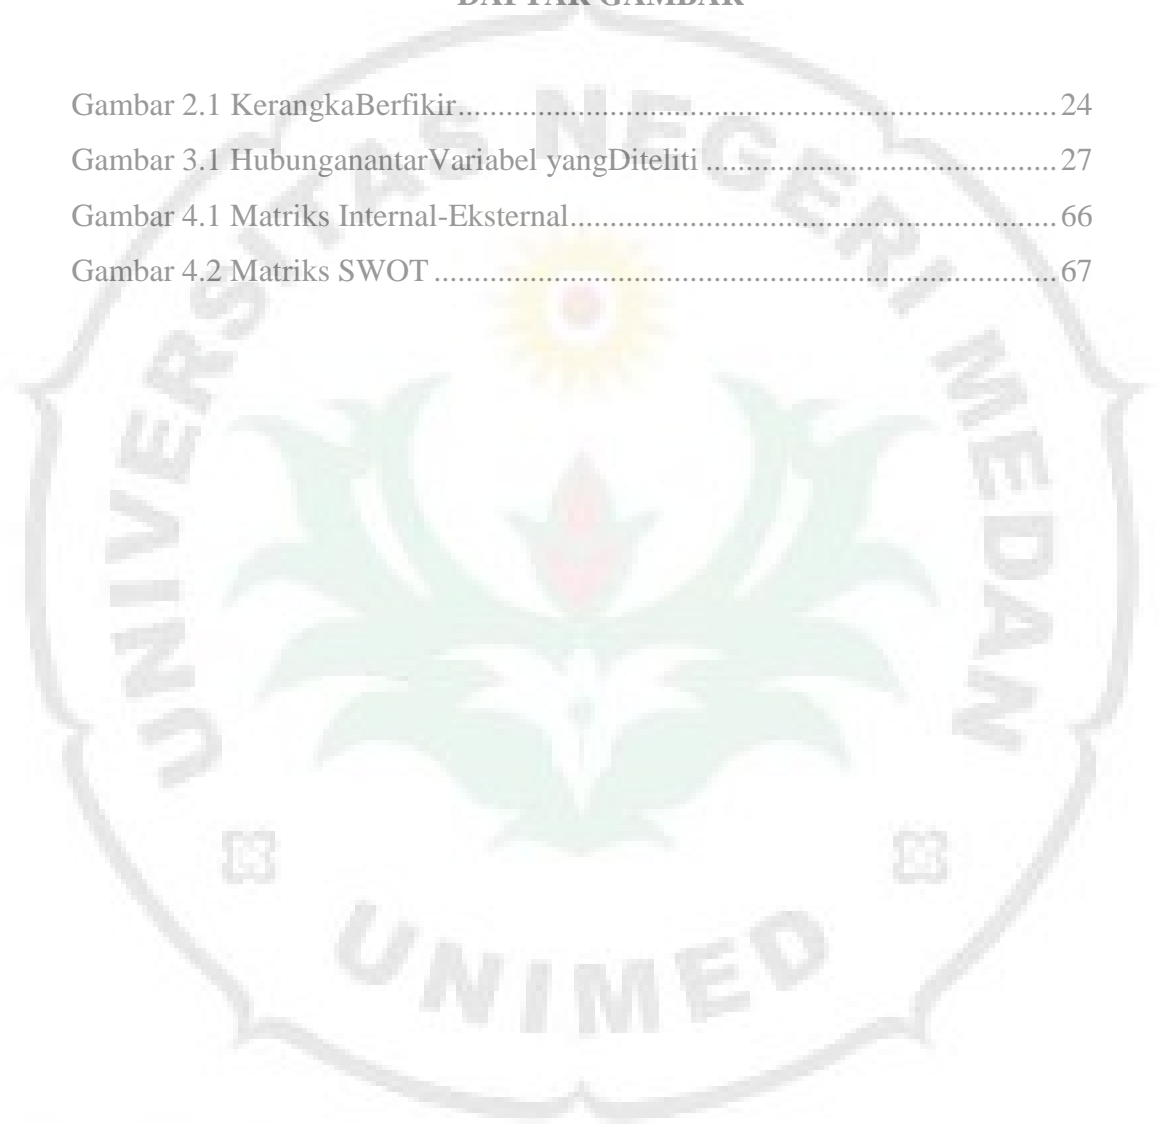 DAFTAR GAMBAR
Gambar 2.1 KerangkaBerfikir........................................................................24
Gambar 3.1 HubunganantarVariabel yangDiteliti..........................................27
Gambar 4.1 Matriks Internal-Eksternal...........................................................66
Gambar 4.2 Matriks SWOT............................................................................67
UNIVERSITAS NEGERI MEDAN
UNIMED